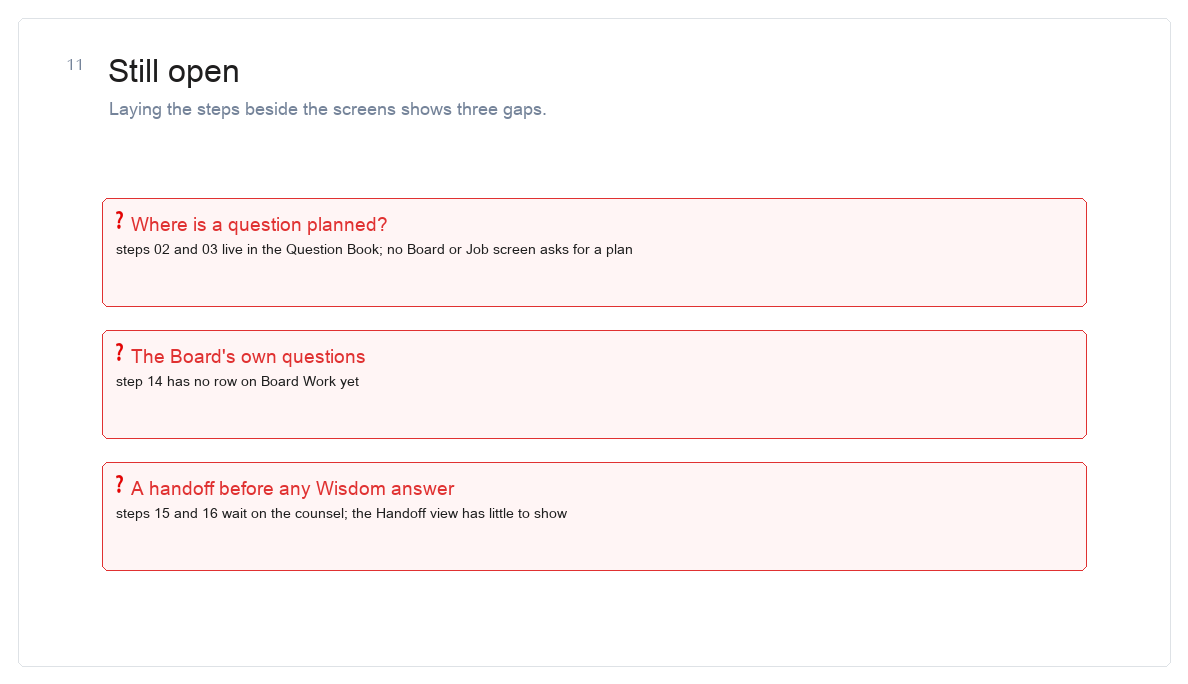 11
Still open
Laying the steps beside the screens shows three gaps.
? Where is a question planned?
steps 02 and 03 live in the Question Book; no Board or Job screen asks for a plan
? The Board's own questions
step 14 has no row on Board Work yet
? A handoff before any Wisdom answer
steps 15 and 16 wait on the counsel; the Handoff view has little to show